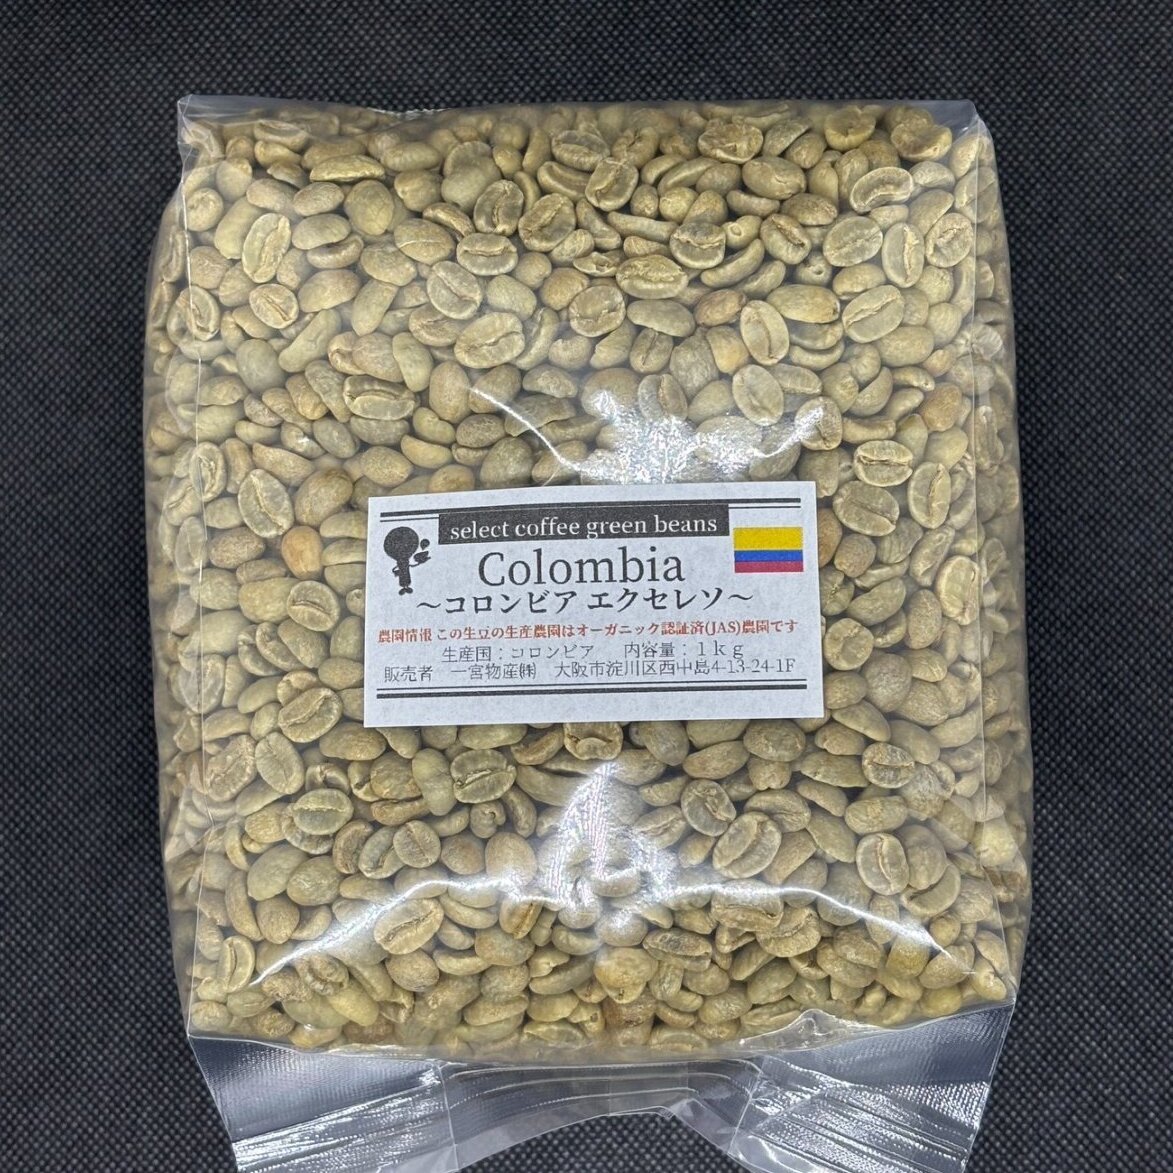 select coffee green beans
Colombia
～コロンビア エクセレソ～
農園情報 この生豆の生産農園はオーガニック認証済(JAS)農園です
生産国：コロンビア　内容量：１ｋｇ
販売者　一宮物産㈱　大阪市淀川区西中島4-13-24-1F